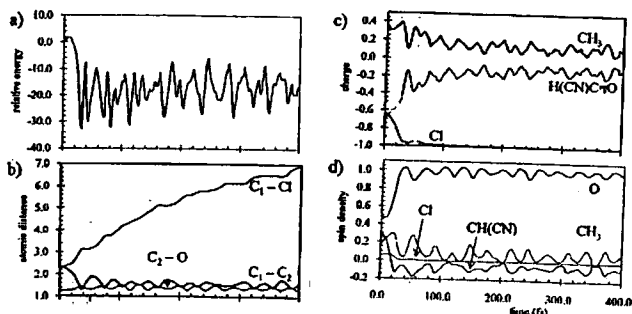 a)
relative energy
10.0
0.0
-10.0
-20.0
-30.0
-40.0
b)
atomic distance
7.0
6.0
5.0
4.0
3.0
2.0
1.0
C₁ – Cl
C₂ – O
C₁ – C₂
c)
charge
0.4
0.2
0.0
-0.2
-0.4
-0.6
-0.8
-1.0
CH₃
Cl
d)
spin density
1.0
0.8
0.6
0.4
0.2
0.0
-0.2
O
Cl
CH(CN)
CH₃
0.0
100.0
200.0
300.0
400.0
time (fs)